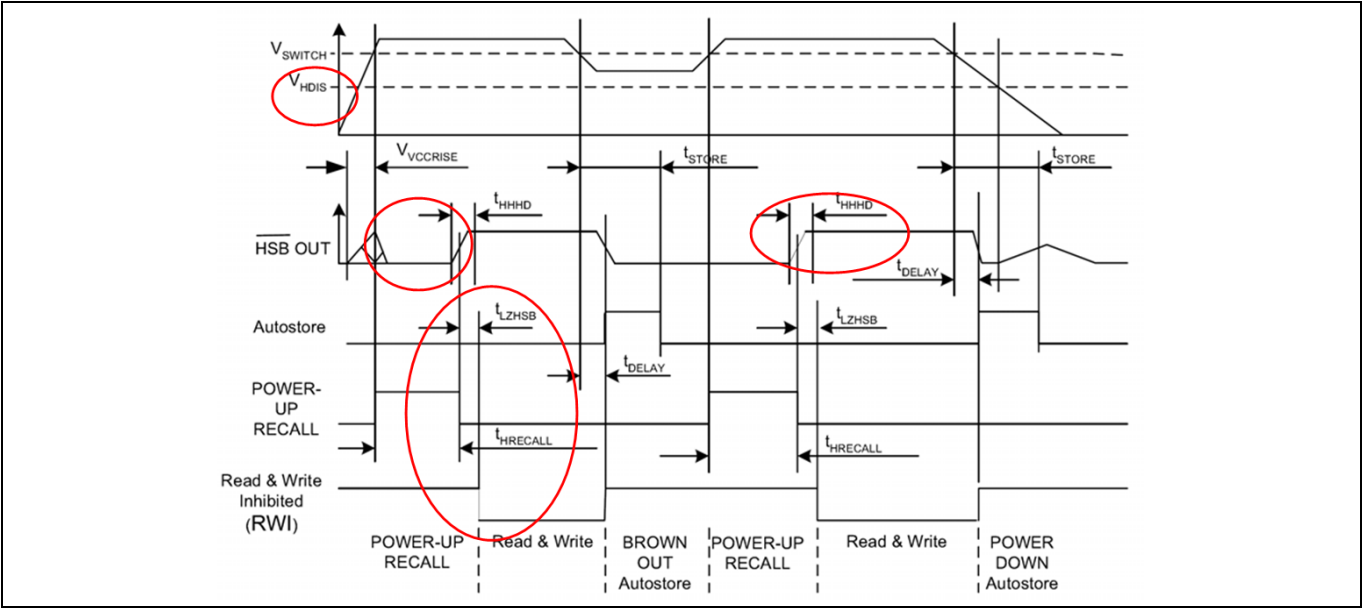 VSWITCH
VHDIS
VVCCRISE
tSTORE
tSTORE
tHHHD
tHHHD
HSB OUT
tDELAY
tLZHSB
tLZHSB
Autostore
tDELAY
POWER-
UP
RECALL
tHRECALL
tHRECALL
Read & Write
Inhibited
(RWI)
POWER-UP
RECALL
Read & Write
BROWN
OUT
Autostore
POWER-UP
RECALL
Read & Write
POWER
DOWN
Autostore